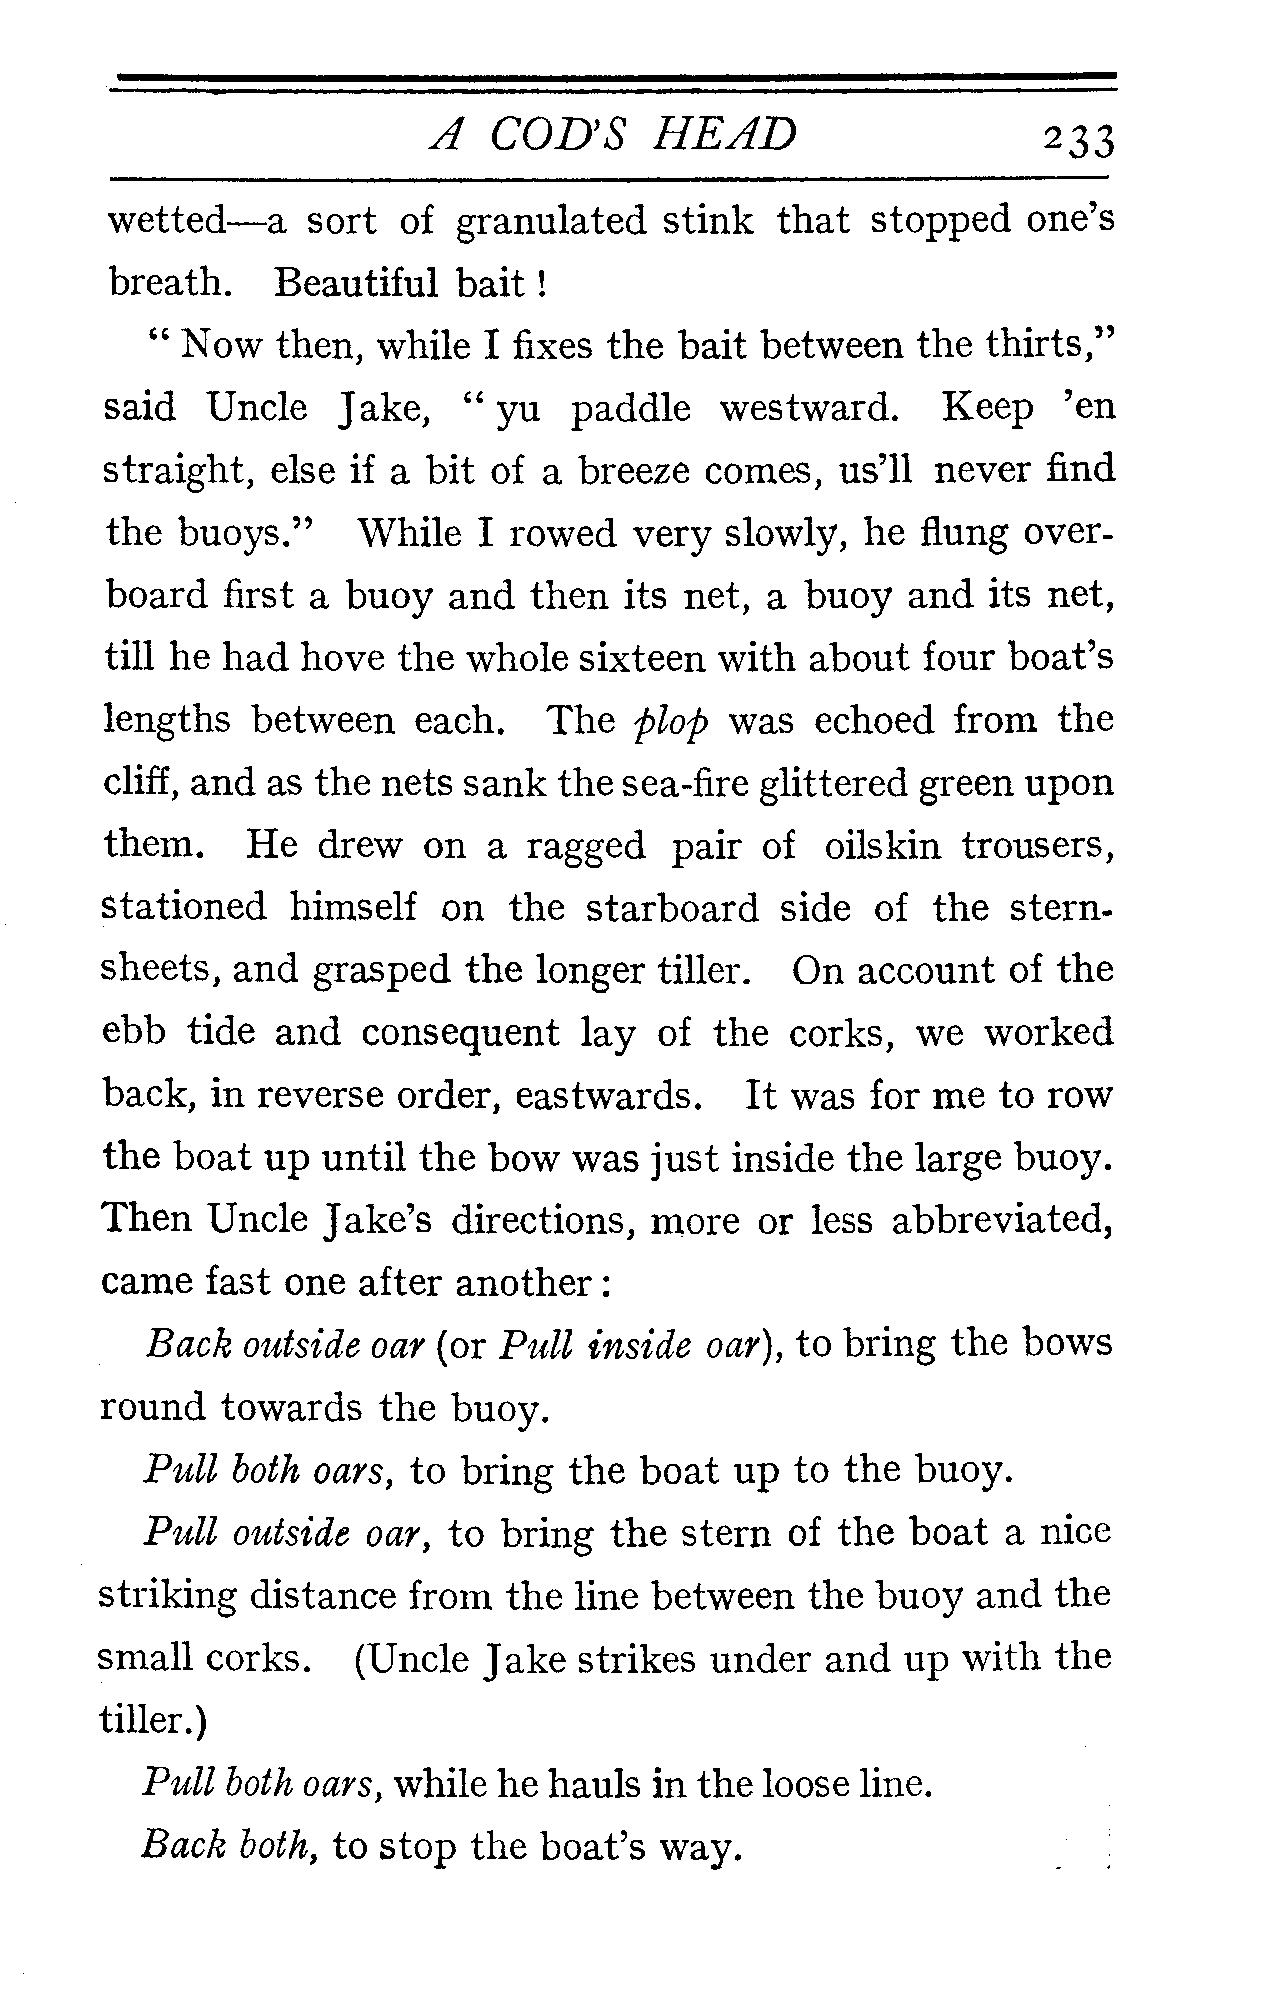 A COD'S HEAD 233
wetted—a sort of granulated stink that stopped one's
breath. Beautiful bait!
"Now then, while I fixes the bait between the thirts,"
said Uncle Jake, "yu paddle westward. Keep 'en
straight, else if a bit of a breeze comes, us'll never find
the buoys." While I rowed very slowly, he flung over-
board first a buoy and then its net, a buoy and its net,
till he had hove the whole sixteen with about four boat's
lengths between each. The plop was echoed from the
cliff, and as the nets sank the sea-fire glittered green upon
them. He drew on a ragged pair of oilskin trousers,
stationed himself on the starboard side of the stern-
sheets, and grasped the longer tiller. On account of the
ebb tide and consequent lay of the corks, we worked
back, in reverse order, eastwards. It was for me to row
the boat up until the bow was just inside the large buoy.
Then Uncle Jake's directions, more or less abbreviated,
came fast one after another:
Back outside oar (or Pull inside oar), to bring the bows
round towards the buoy.
Pull both oars, to bring the boat up to the buoy.
Pull outside oar, to bring the stern of the boat a nice
striking distance from the line between the buoy and the
small corks. (Uncle Jake strikes under and up with the
tiller.)
Pull both oars, while he hauls in the loose line.
Back both, to stop the boat's way.